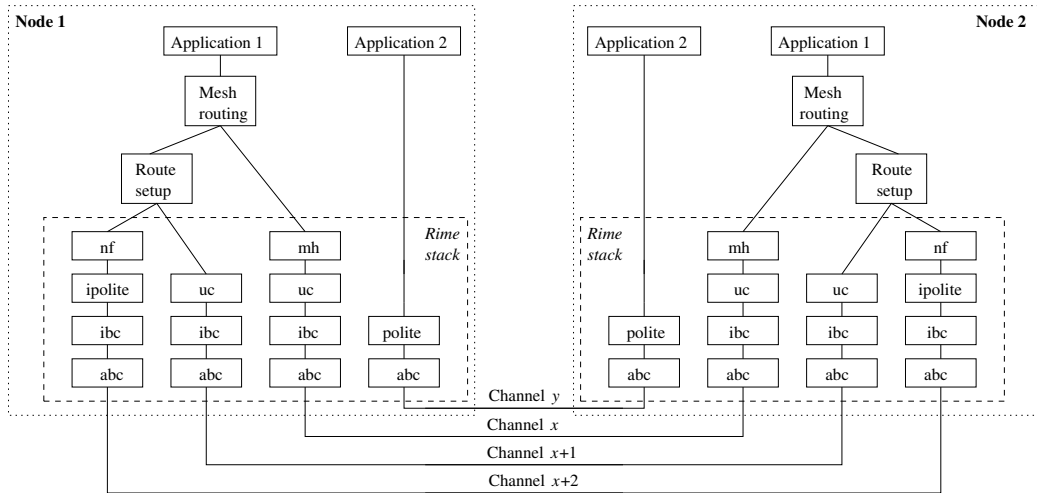 Node 1
Node 2
Application 1
Application 2
Application 2
Application 1
Mesh
routing
Mesh
routing
Route
setup
Route
setup
Rime
stack
Rime
stack
nf
mh
mh
nf
ipolite
uc
uc
uc
uc
ipolite
ibc
ibc
ibc
polite
polite
ibc
ibc
ibc
abc
abc
abc
abc
abc
abc
abc
abc
Channel y
Channel x
Channel x+1
Channel x+2